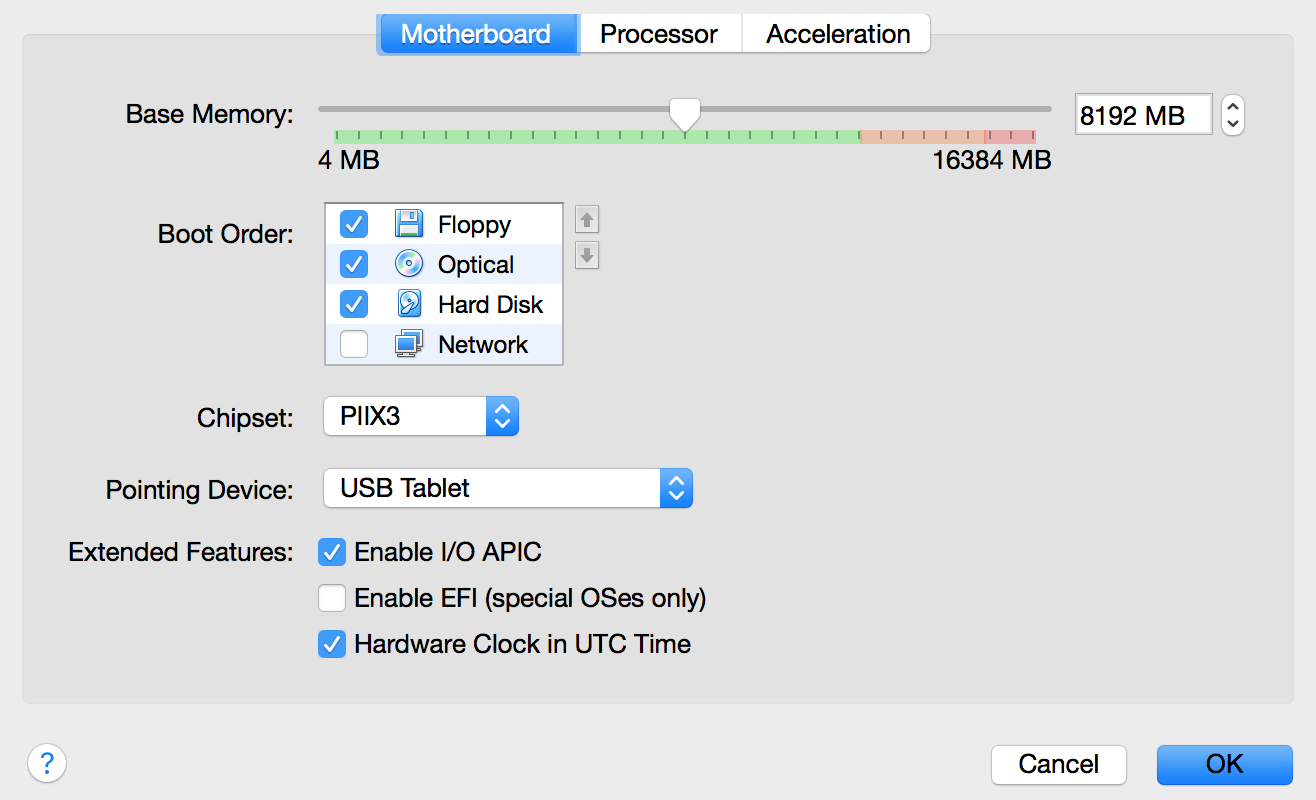 Motherboard Processor Acceleration
Base Memory: 8192 MB
4 MB 16384 MB
Boot Order: Floppy
Optical
Hard Disk
Network
Chipset: PIIX3
Pointing Device: USB Tablet
Extended Features: Enable I/O APIC
Enable EFI (special OSes only)
Hardware Clock in UTC Time
? Cancel OK